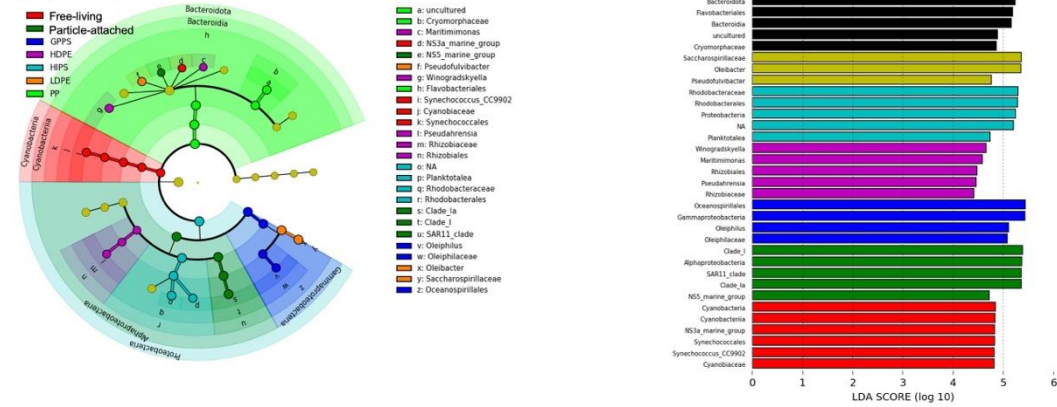 Free-living
Particle-attached
GPPS
HDPE
HIPS
LDPE
PP
Bacteroidota
Bacteroidia
h
g
f
e
d
c
b
a
Cyanobacteria
Cyanobacteriia
k
j
i
n
m
l
Alphaproteobacteria
Proteobacteria
r
q
o
p
u
t
s
Gammaproteobacteria
z
w
v
y
x
a: uncultured
b: Cryomorphaceae
c: Maritimimonas
d: NS3a_marine_group
e: NS5_marine_group
f: Pseudofulvibacter
g: Winogradskyella
h: Flavobacteriales
i: Synechococcus_CC9902
j: Cyanobiaceae
k: Synechococcales
l: Pseudahrensia
m: Rhizobiaceae
n: Rhizobiales
o: NA
p: Planktotalea
q: Rhodobacteraceae
r: Rhodobacterales
s: Clade_Ia
t: Clade_I
u: SAR11_clade
v: Oleiphilus
w: Oleiphilaceae
x: Oleibacter
y: Saccharospirillaceae
z: Oceanospirillales
Bacteroidota
Flavobacteriales
Bacteroidia
uncultured
Cryomorphaceae
Saccharospirillaceae
Oleibacter
Pseudofulvibacter
Rhodobacteraceae
Rhodobacterales
Proteobacteria
NA
Planktotalea
Winogradskyella
Maritimimonas
Rhizobiales
Pseudahrensia
Rhizobiaceae
Oceanospirillales
Gammaproteobacteria
Oleiphilus
Oleiphilaceae
Clade_I
Alphaproteobacteria
SAR11_clade
Clade_Ia
NS5_marine_group
Cyanobacteria
Cyanobacteriia
NS3a_marine_group
Synechococcales
Synechococcus_CC9902
Cyanobiaceae
0 1 2 3 4 5 6
LDA SCORE (log 10)